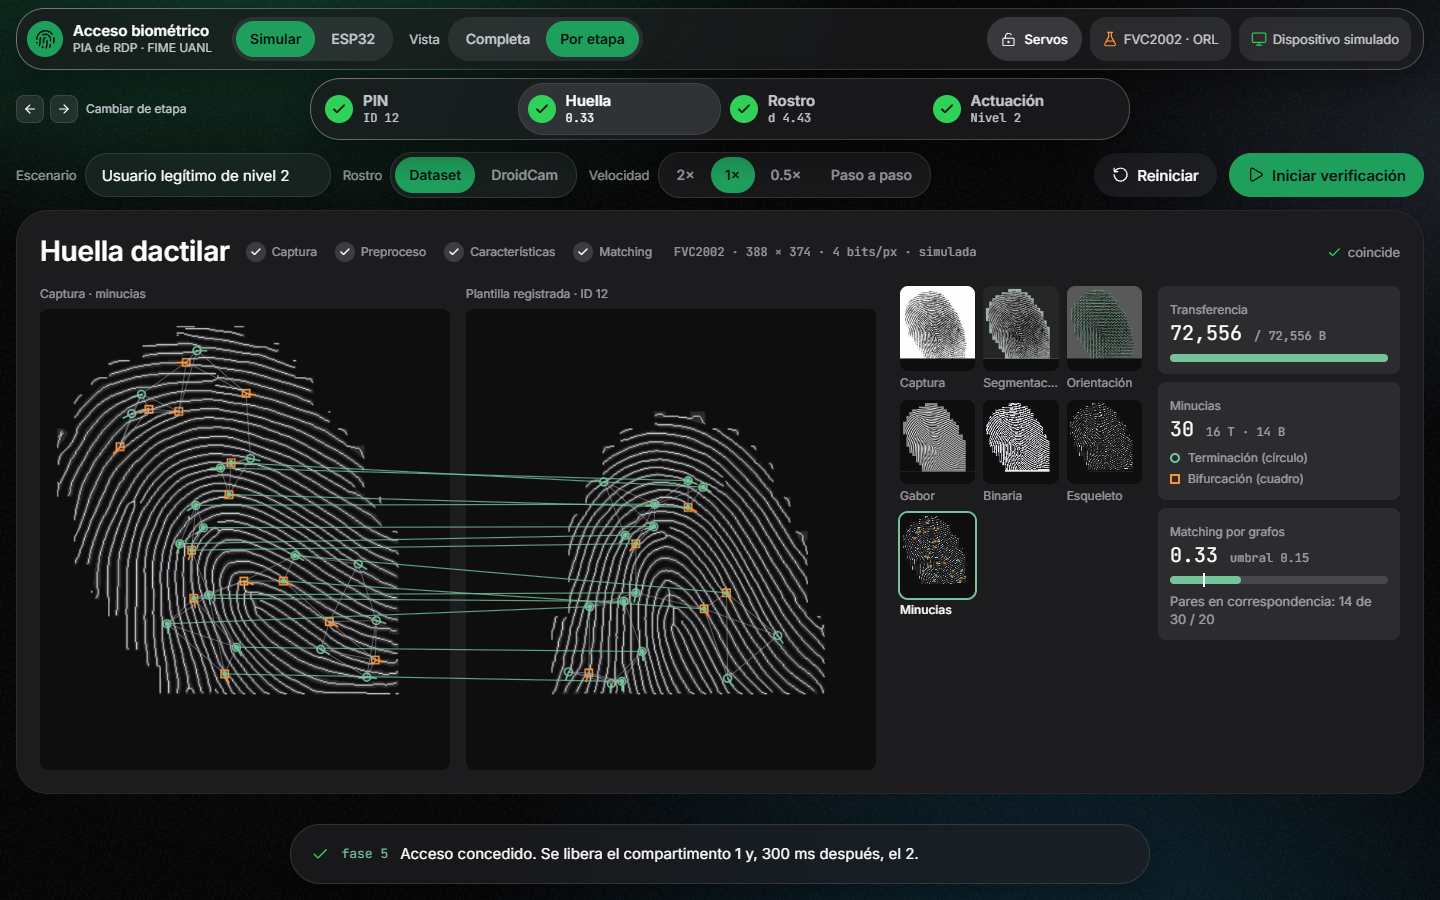 Acceso biométrico
PIA de RDP · FIME UANL
Simular
ESP32
Vista
Completa
Por etapa
Servos
FVC2002 · ORL
Dispositivo simulado
Cambiar de etapa
PIN
ID 12
Huella
0.33
Rostro
d 4.43
Actuación
Nivel 2
Escenario
Usuario legítimo de nivel 2
Rostro
Dataset
DroidCam
Velocidad
2×
1×
0.5×
Paso a paso
Reiniciar
Iniciar verificación
Huella dactilar
Captura
Preproceso
Características
Matching
FVC2002 · 388 × 374 · 4 bits/px · simulada
coincide
Captura · minucias
Plantilla registrada · ID 12
Captura
Segmentac...
Orientación
Gabor
Binaria
Esqueleto
Minucias
Transferencia
72,556 / 72,556 B
Minucias
30 16 T · 14 B
Terminación (círculo)
Bifurcación (cuadro)
Matching por grafos
0.33 umbral 0.15
Pares en correspondencia: 14 de
30 / 20
fase 5 Acceso concedido. Se libera el compartimento 1 y, 300 ms después, el 2.